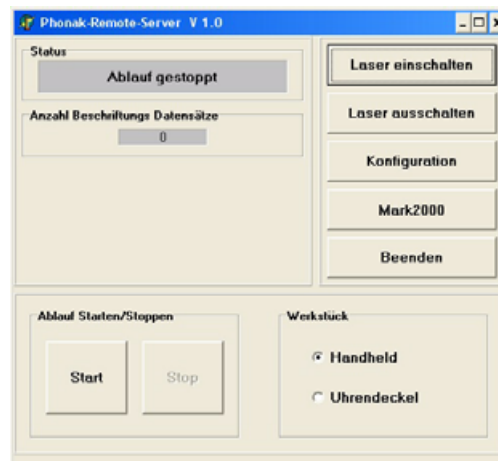 Phonak-Remote-Server V 1.0
Status
Ablauf gestoppt
Anzahl Beschriftungs Datensätze
0
Laser einschalten
Laser ausschalten
Konfiguration
Mark2000
Beenden
Ablauf Starten/Stoppen
Start
Stop
Werkstück
Handheld
Uhrendeckel